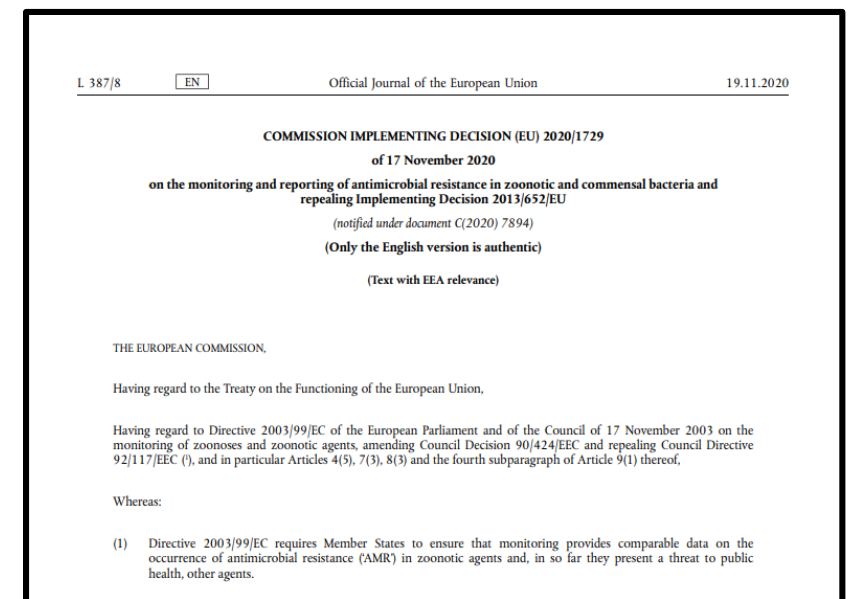 L 387/8 EN Official Journal of the European Union 19.11.2020
COMMISSION IMPLEMENTING DECISION (EU) 2020/1729
of 17 November 2020
on the monitoring and reporting of antimicrobial resistance in zoonotic and commensal bacteria and
repealing Implementing Decision 2013/652/EU
(notified under document C(2020) 7894)
(Only the English version is authentic)
(Text with EEA relevance)
THE EUROPEAN COMMISSION,
Having regard to the Treaty on the Functioning of the European Union,
Having regard to Directive 2003/99/EC of the European Parliament and of the Council of 17 November 2003 on the
monitoring of zoonoses and zoonotic agents, amending Council Decision 90/424/EEC and repealing Council Directive
92/117/EEC (¹), and in particular Articles 4(5), 7(3), 8(3) and the fourth subparagraph of Article 9(1) thereof,
Whereas:
(1) Directive 2003/99/EC requires Member States to ensure that monitoring provides comparable data on the
occurrence of antimicrobial resistance (‘AMR’) in zoonotic agents and, in so far they present a threat to public
health, other agents.